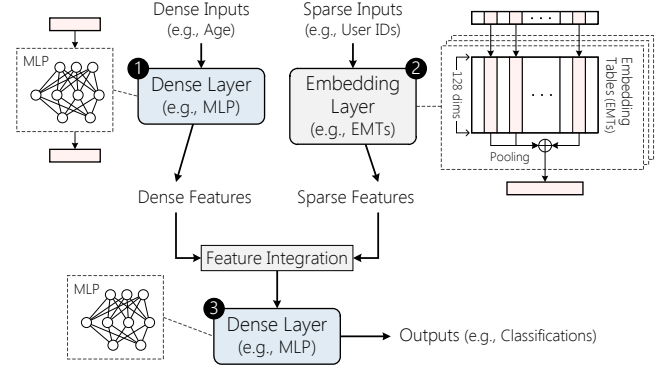 Dense Inputs
(e.g., Age)
Sparse Inputs
(e.g., User IDs)
. . . .
MLP
1
Dense Layer
(e.g., MLP)
2
Embedding
Layer
(e.g., EMTs)
128 dims
. . .
Embedding
Tables (EMTs)
Pooling
Dense Features
Sparse Features
Feature Integration
MLP
3
Dense Layer
(e.g., MLP)
Outputs (e.g., Classifications)